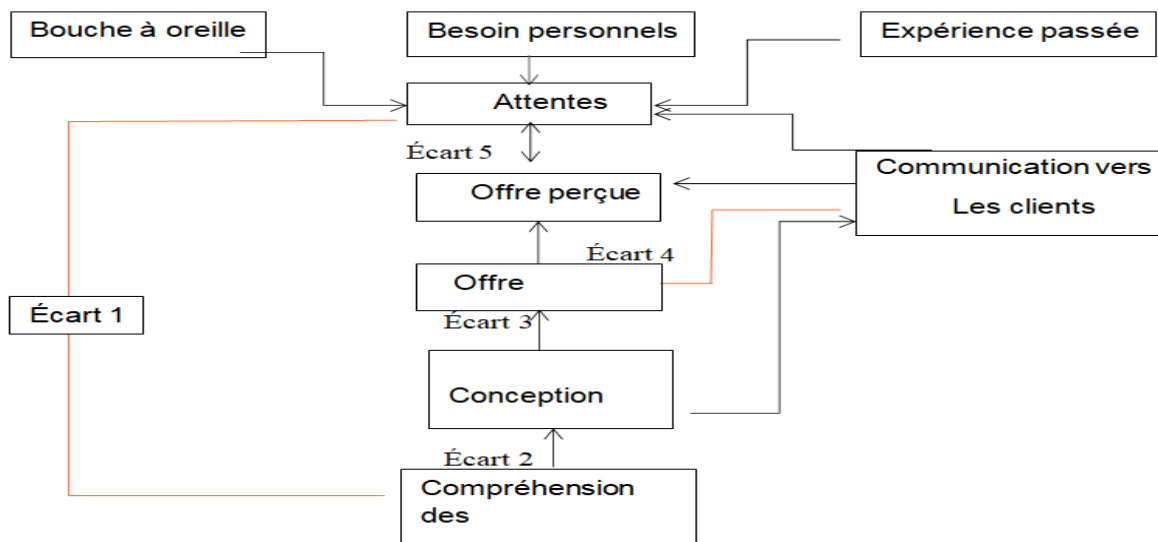 Bouche à oreille
Besoin personnels
Expérience passée
Attentes
Écart 5
Communication vers
Les clients
Offre perçue
Écart 4
Offre
Écart 1
Écart 3
Conception
Écart 2
Compréhension
des